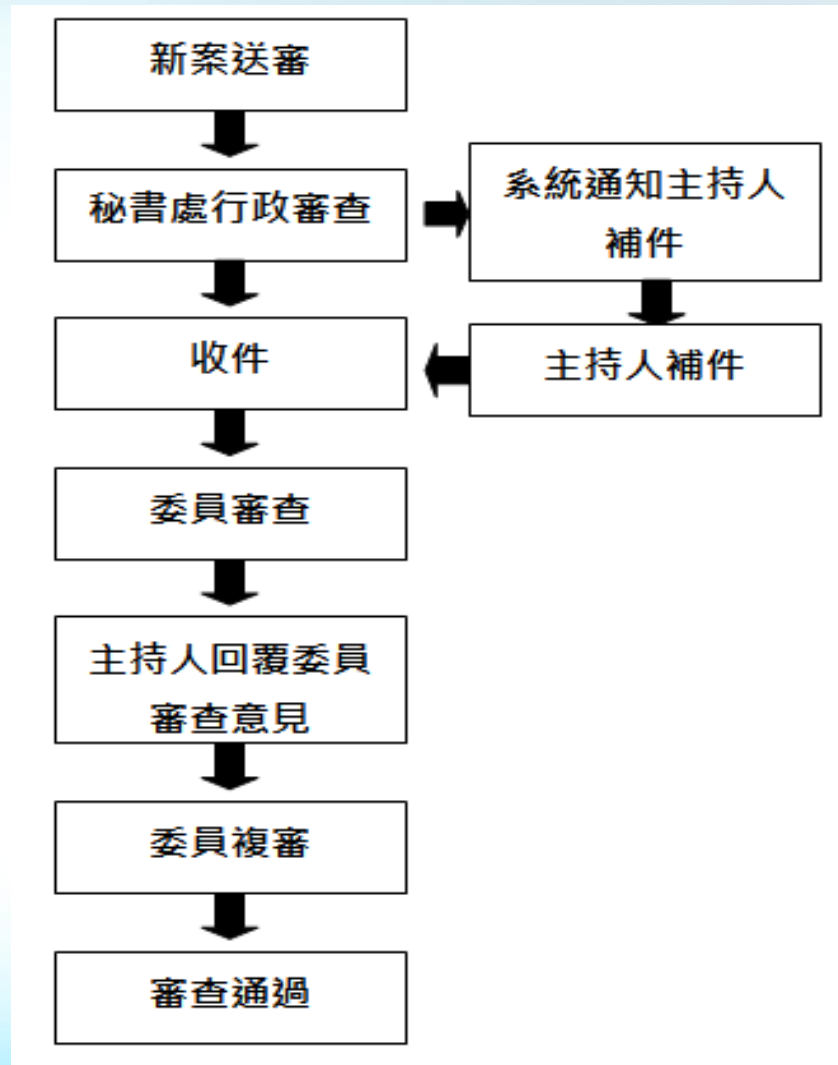 新案送審
秘書處行政審查
系統通知主持人
補件
收件
主持人補件
委員審查
主持人回覆委員
審查意見
委員複審
審查通過